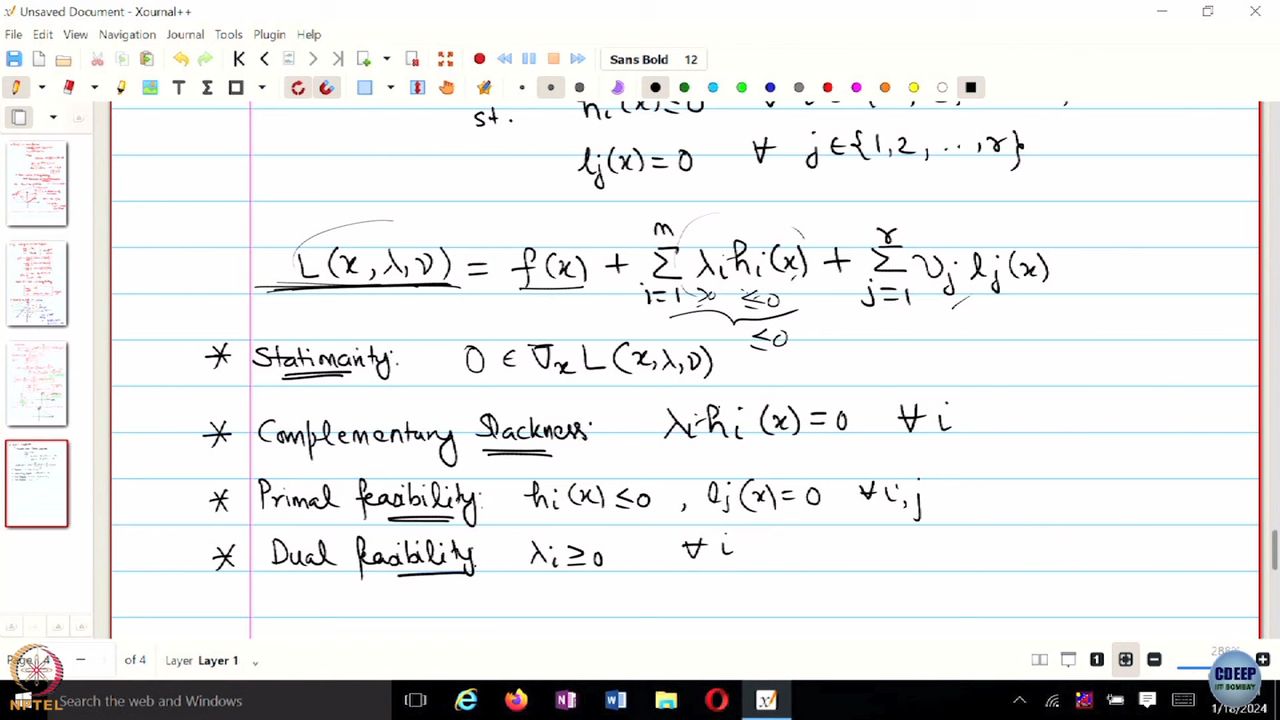 Unsaved Document - Xournal++
File Edit View Navigation Journal Tools Plugin Help
Sans Bold 12
st. hi(x)≤0 ∀
lj(x)=0 ∀ j∈{1,2,..,r}
L(x,λ,ν) = f(x) + Σ_{i=1}^{m} λi hi(x) + Σ_{j=1}^{r} νj lj(x)
≥0 ≤0
≤0
* Stationarity: 0 ∈ ∇x L(x,λ,ν)
* Complementary Slackness: λi hi(x)=0 ∀ i
* Primal feasibility: hi(x)≤0 , lj(x)=0 ∀ i,j
* Dual feasibility: λi≥0 ∀ i
Page 4 of 4 Layer Layer 1
288%
NPTEL
CDEEP
IIT BOMBAY
Search the web and Windows
1/18/2024